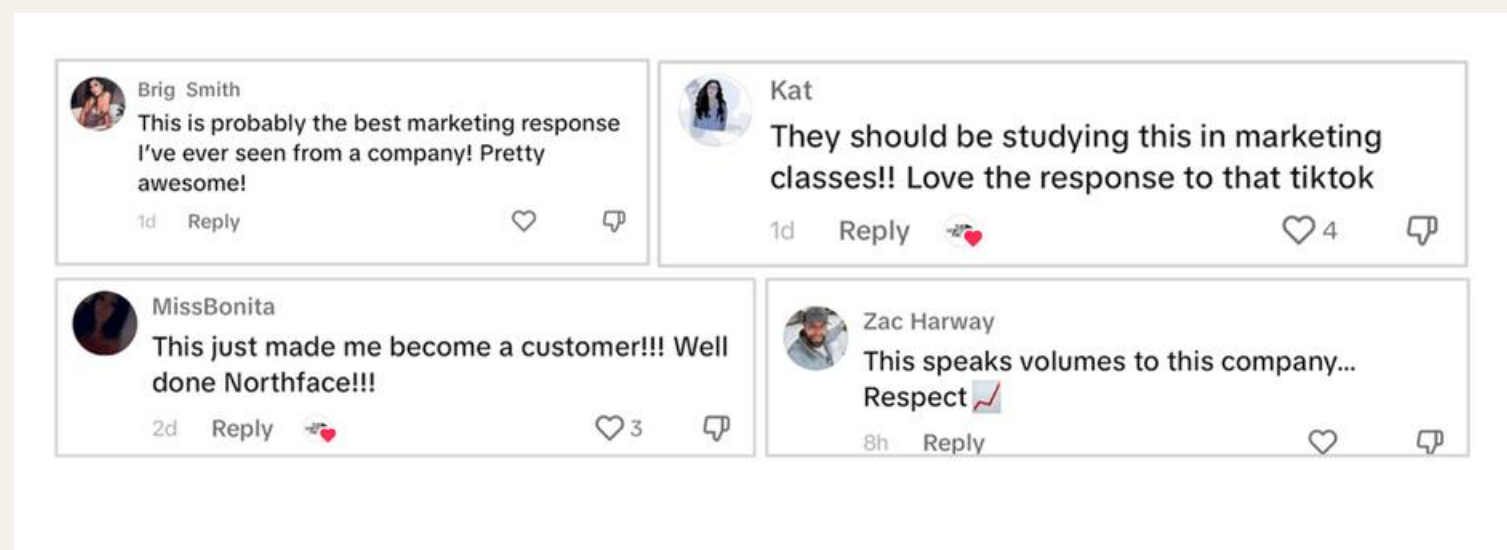 Brig Smith
This is probably the best marketing response
I've ever seen from a company! Pretty
awesome!
1d Reply
Kat
They should be studying this in marketing
classes!! Love the response to that tiktok
1d Reply 4
MissBonita
This just made me become a customer!!! Well
done Northface!!!
2d Reply 3
Zac Harway
This speaks volumes to this company...
Respect📈
8h Reply